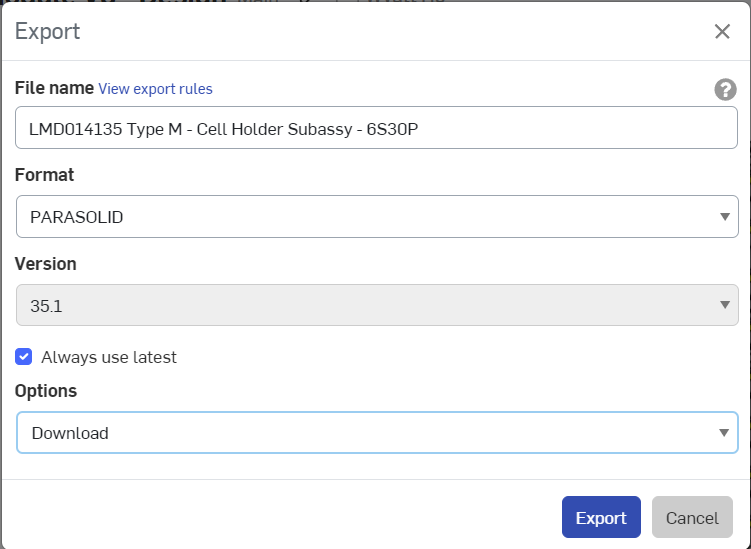 Export
File name View export rules
?
LMD014135 Type M - Cell Holder Subassy - 6S30P
Format
PARASOLID
Version
35.1
Always use latest
Options
Download
Export Cancel